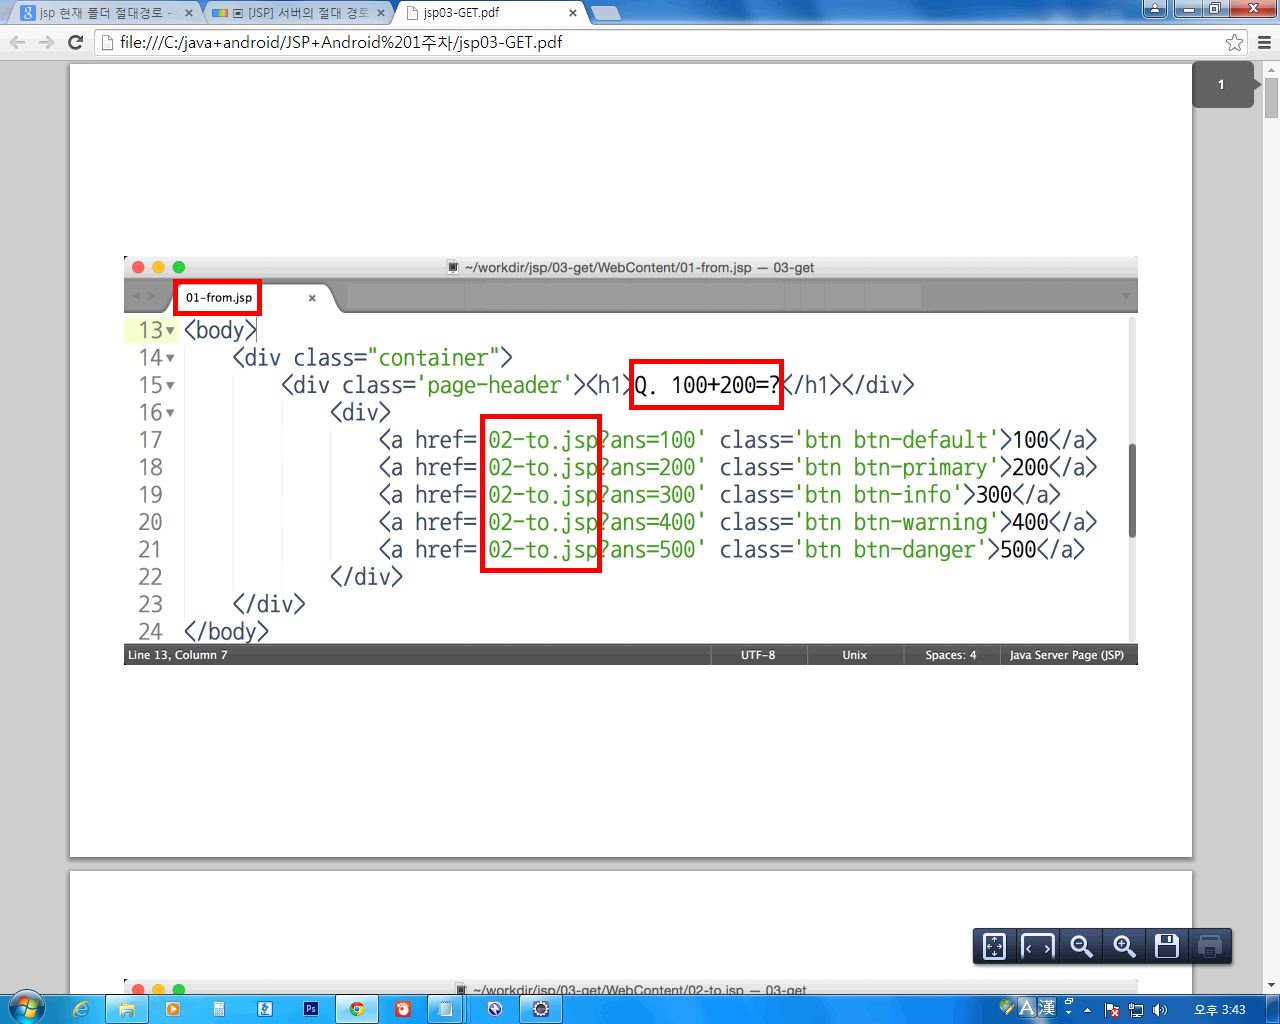 jsp 현재 폴더 절대경로 -
[JSP] 서버의 절대 경로
jsp03-GET.pdf
file:///C:/java+android/JSP+Android%201주차/jsp03-GET.pdf
1
~/workdir/jsp/03-get/WebContent/01-from.jsp — 03-get
01-from.jsp
13 <body>
14 <div class="container">
15 <div class='page-header'><h1>Q. 100+200=?</h1></div>
16 <div>
17 <a href= 02-to.jsp?ans=100' class='btn btn-default'>100</a>
18 <a href= 02-to.jsp?ans=200' class='btn btn-primary'>200</a>
19 <a href= 02-to.jsp?ans=300' class='btn btn-info'>300</a>
20 <a href= 02-to.jsp?ans=400' class='btn btn-warning'>400</a>
21 <a href= 02-to.jsp?ans=500' class='btn btn-danger'>500</a>
22 </div>
23 </div>
24 </body>
Line 13, Column 7
UTF-8
Unix
Spaces: 4
Java Server Page (JSP)
~/workdir/jsp/03-get/WebContent/02-to.jsp — 03-get
Ps
A 漢
오후 3:43